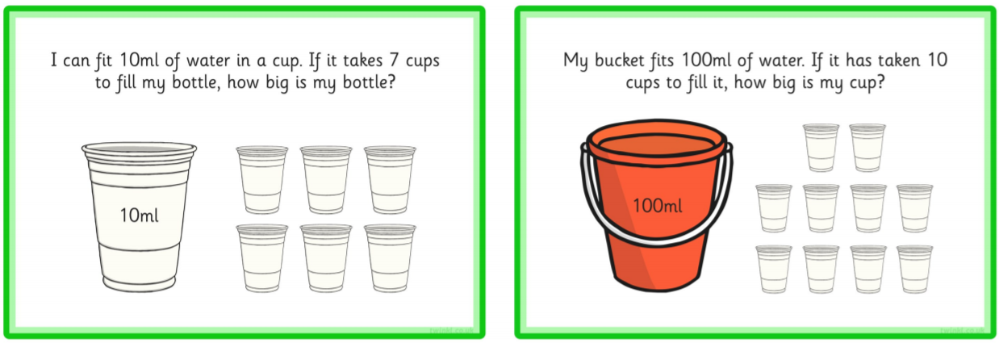 I can fit 10ml of water in a cup. If it takes 7 cups
to fill my bottle, how big is my bottle?
10ml
twinkl.co.uk
My bucket fits 100ml of water. If it has taken 10
cups to fill it, how big is my cup?
100ml
twinkl.co.uk